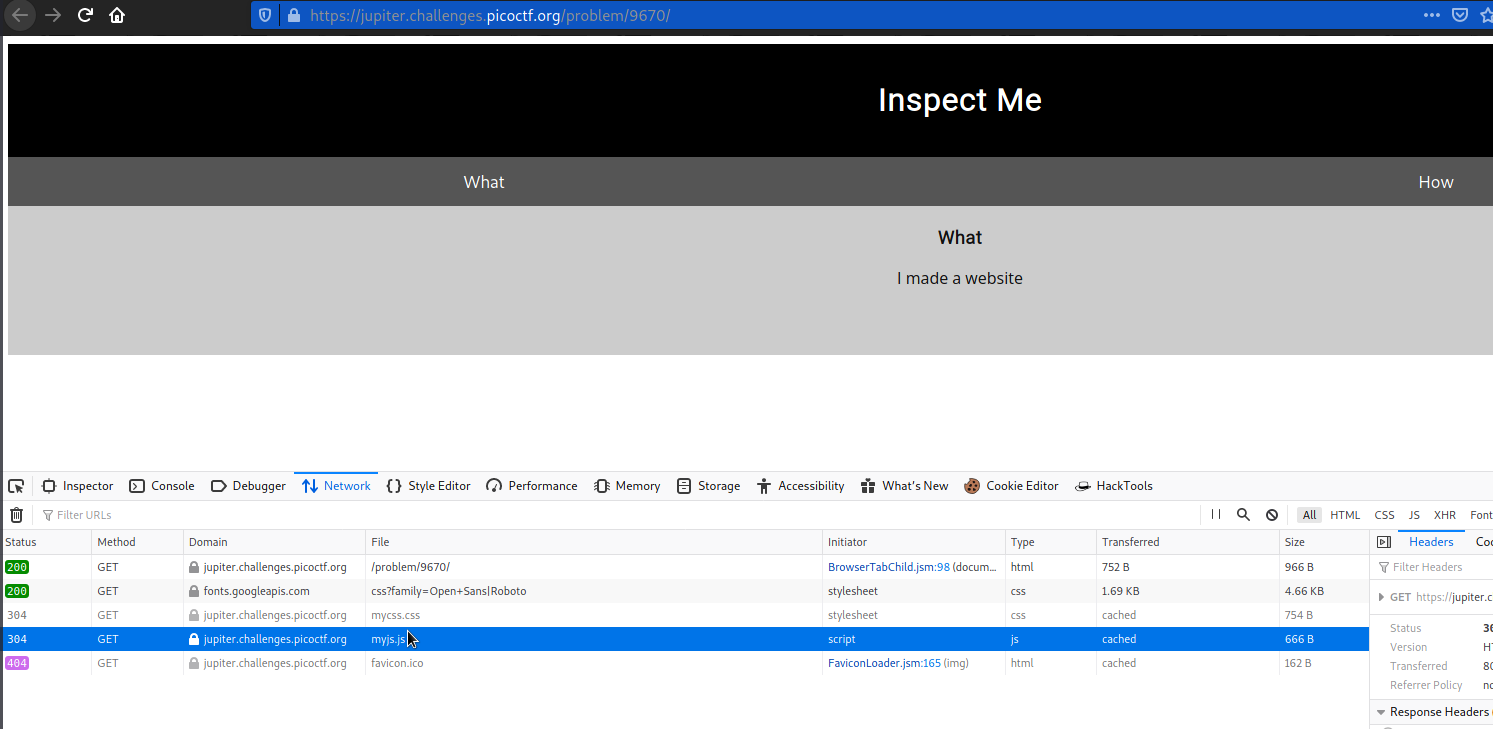 https://jupiter.challenges.picoctf.org/problem/9670/
Inspect Me
What How
What
I made a website
Inspector Console Debugger Network Style Editor Performance Memory Storage Accessibility What's New Cookie Editor HackTools
Filter URLs All HTML CSS JS XHR Font
Status Method Domain File Initiator Type Transferred Size Headers Coo
200 GET jupiter.challenges.picoctf.org /problem/9670/ BrowserTabChild.jsm:98 (docum... html 752 B 966 B Filter Headers
200 GET fonts.googleapis.com css?family=Open+Sans|Roboto stylesheet css 1.69 KB 4.66 KB GET https://jupiter.c
304 GET jupiter.challenges.picoctf.org mycss.css stylesheet css cached 754 B
304 GET jupiter.challenges.picoctf.org myjs.js script js cached 666 B
404 GET jupiter.challenges.picoctf.org favicon.ico FaviconLoader.jsm:165 (img) html cached 162 B
Status 30
Version HT
Transferred 80
Referrer Policy no
Response Headers (